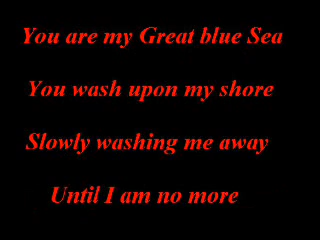 You are my Great blue Sea
You wash upon my shore
Slowly washing me away
Until I am no more